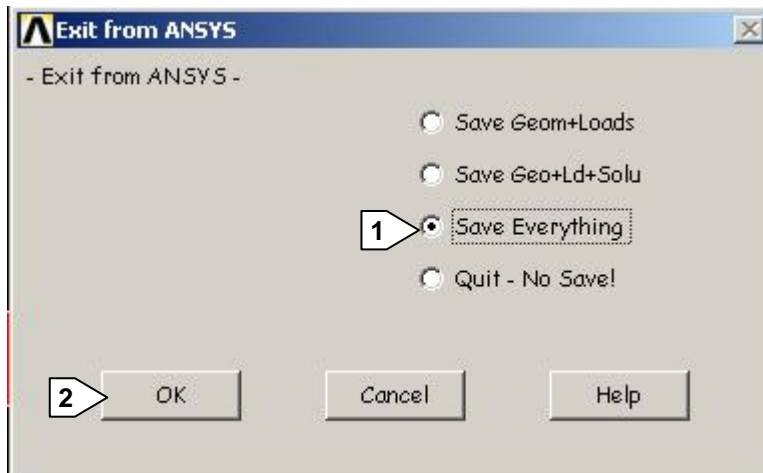 Exit from ANSYS
- Exit from ANSYS -
Save Geom+Loads
Save Geo+Ld+Solu
1
Save Everything
Quit - No Save!
2
OK
Cancel
Help